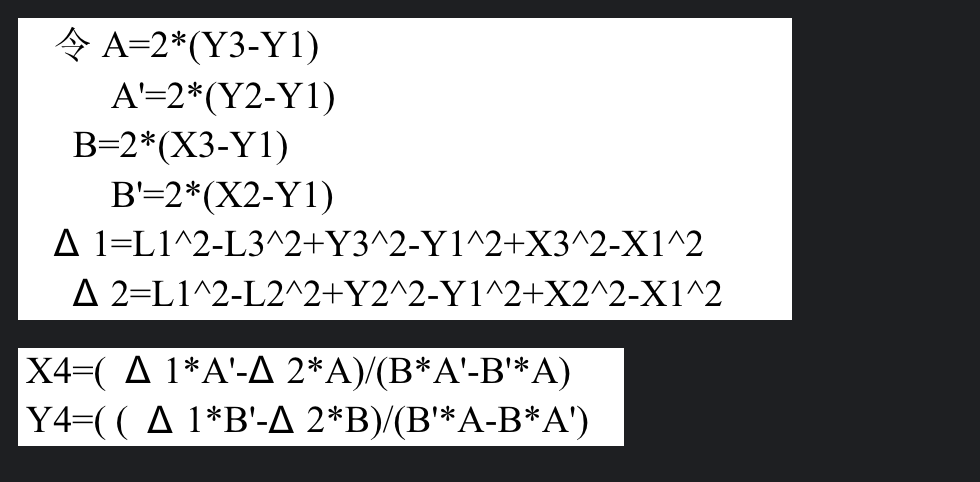 令 A=2*(Y3-Y1)
A'=2*(Y2-Y1)
B=2*(X3-Y1)
B'=2*(X2-Y1)
Δ 1=L1^2-L3^2+Y3^2-Y1^2+X3^2-X1^2
Δ 2=L1^2-L2^2+Y2^2-Y1^2+X2^2-X1^2
X4=( Δ 1*A'-Δ 2*A)/(B*A'-B'*A)
Y4=( ( Δ 1*B'-Δ 2*B)/(B'*A-B*A')